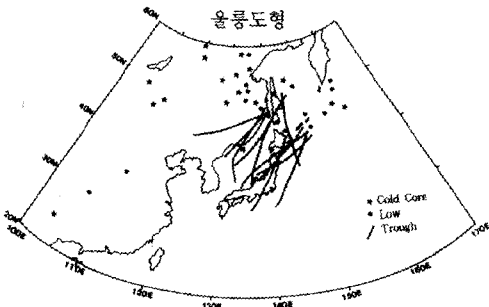 울릉도형
60N
50N
40N
30N
20N
100E
110E
120E
130E
140E
150E
160E
170E
Cold Core
Low
Trough